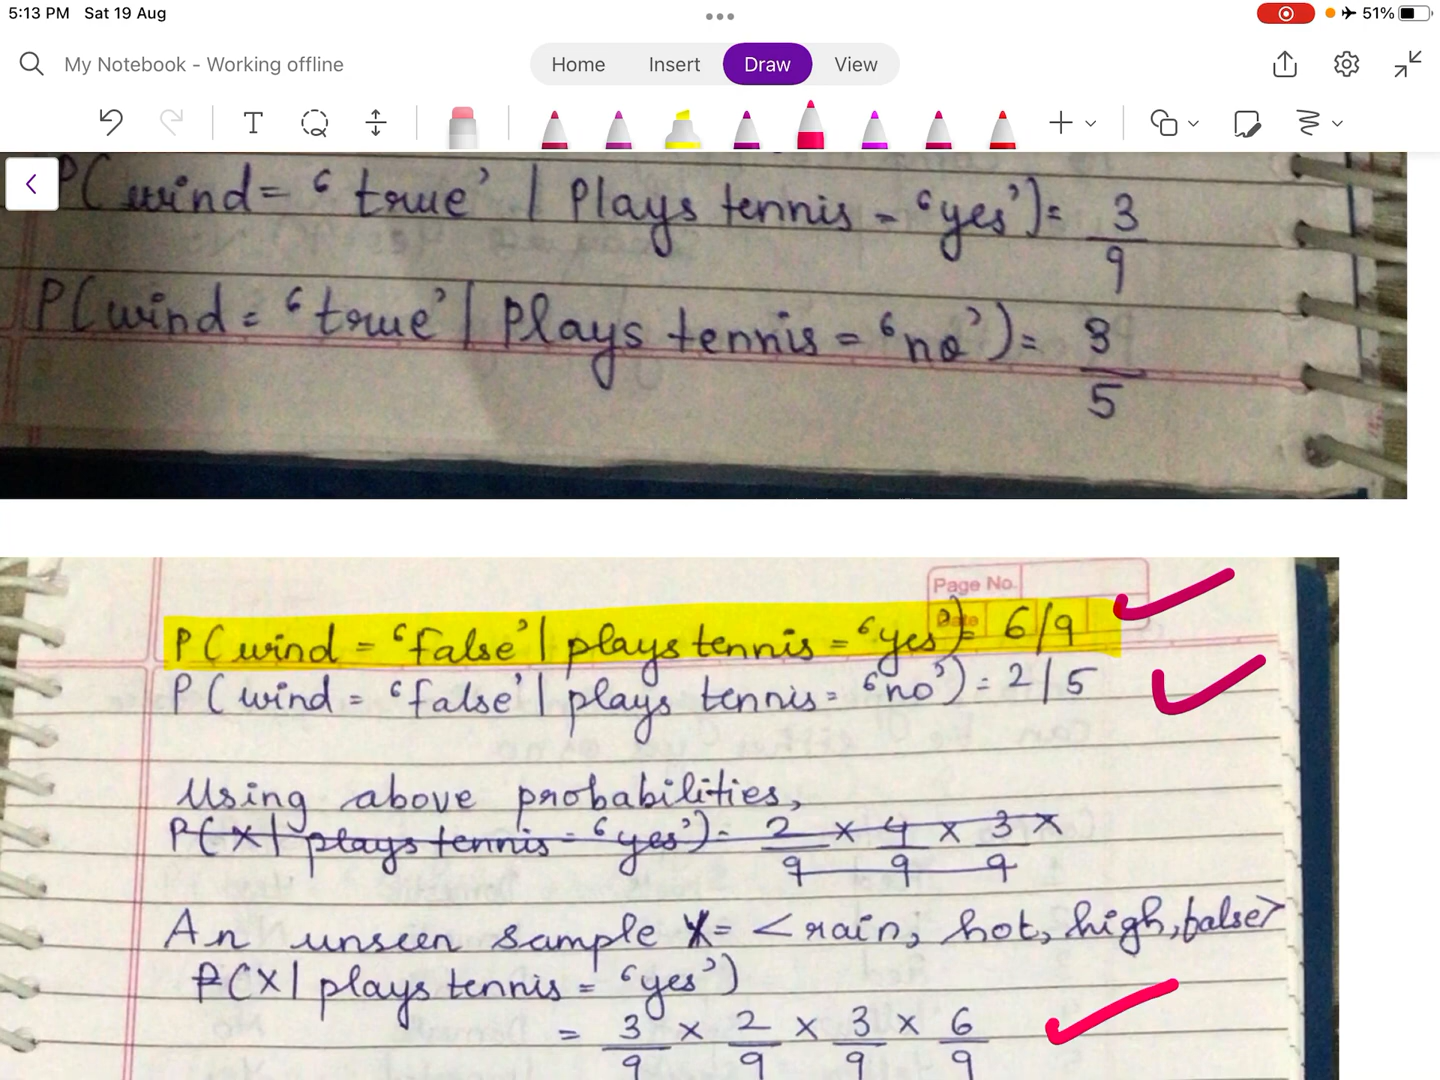 5:13 PM Sat 19 Aug
51%
My Notebook - Working offline
Home Insert Draw View
T
P(wind = 'true' | Plays tennis = 'yes') = 3/9
P(wind = 'true' | Plays tennis = 'no') = 3/5
Page No.
Date
P(wind = 'false' | plays tennis = 'yes') = 6/9
P(wind = 'false' | plays tennis = 'no') = 2/5
Using above probabilities,
P(X | plays tennis = 'yes') = 2/9 × 4/9 × 3/9 ×
An unseen sample X = <rain, hot, high, false>
P(X | plays tennis = 'yes')
= 3/9 × 2/9 × 3/9 × 6/9